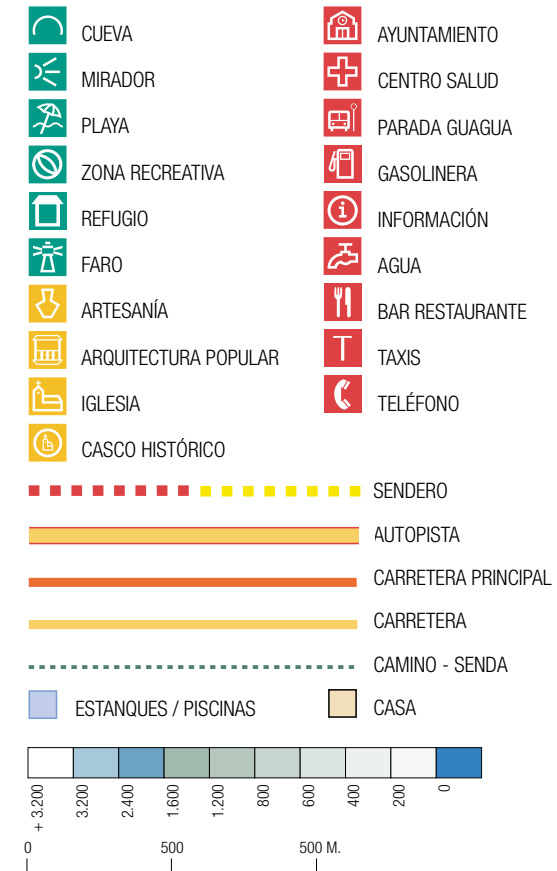 CUEVA
MIRADOR
PLAYA
ZONA RECREATIVA
REFUGIO
FARO
ARTESANÍA
ARQUITECTURA POPULAR
IGLESIA
CASCO HISTÓRICO
AYUNTAMIENTO
CENTRO SALUD
PARADA GUAGUA
GASOLINERA
INFORMACIÓN
AGUA
BAR RESTAURANTE
T
TAXIS
TELÉFONO
SENDERO
AUTOPISTA
CARRETERA PRINCIPAL
CARRETERA
CAMINO - SENDA
ESTANQUES / PISCINAS
CASA
+ 3.200
3.200
2.400
1.600
1.200
800
600
400
200
0
0 500 500 M.